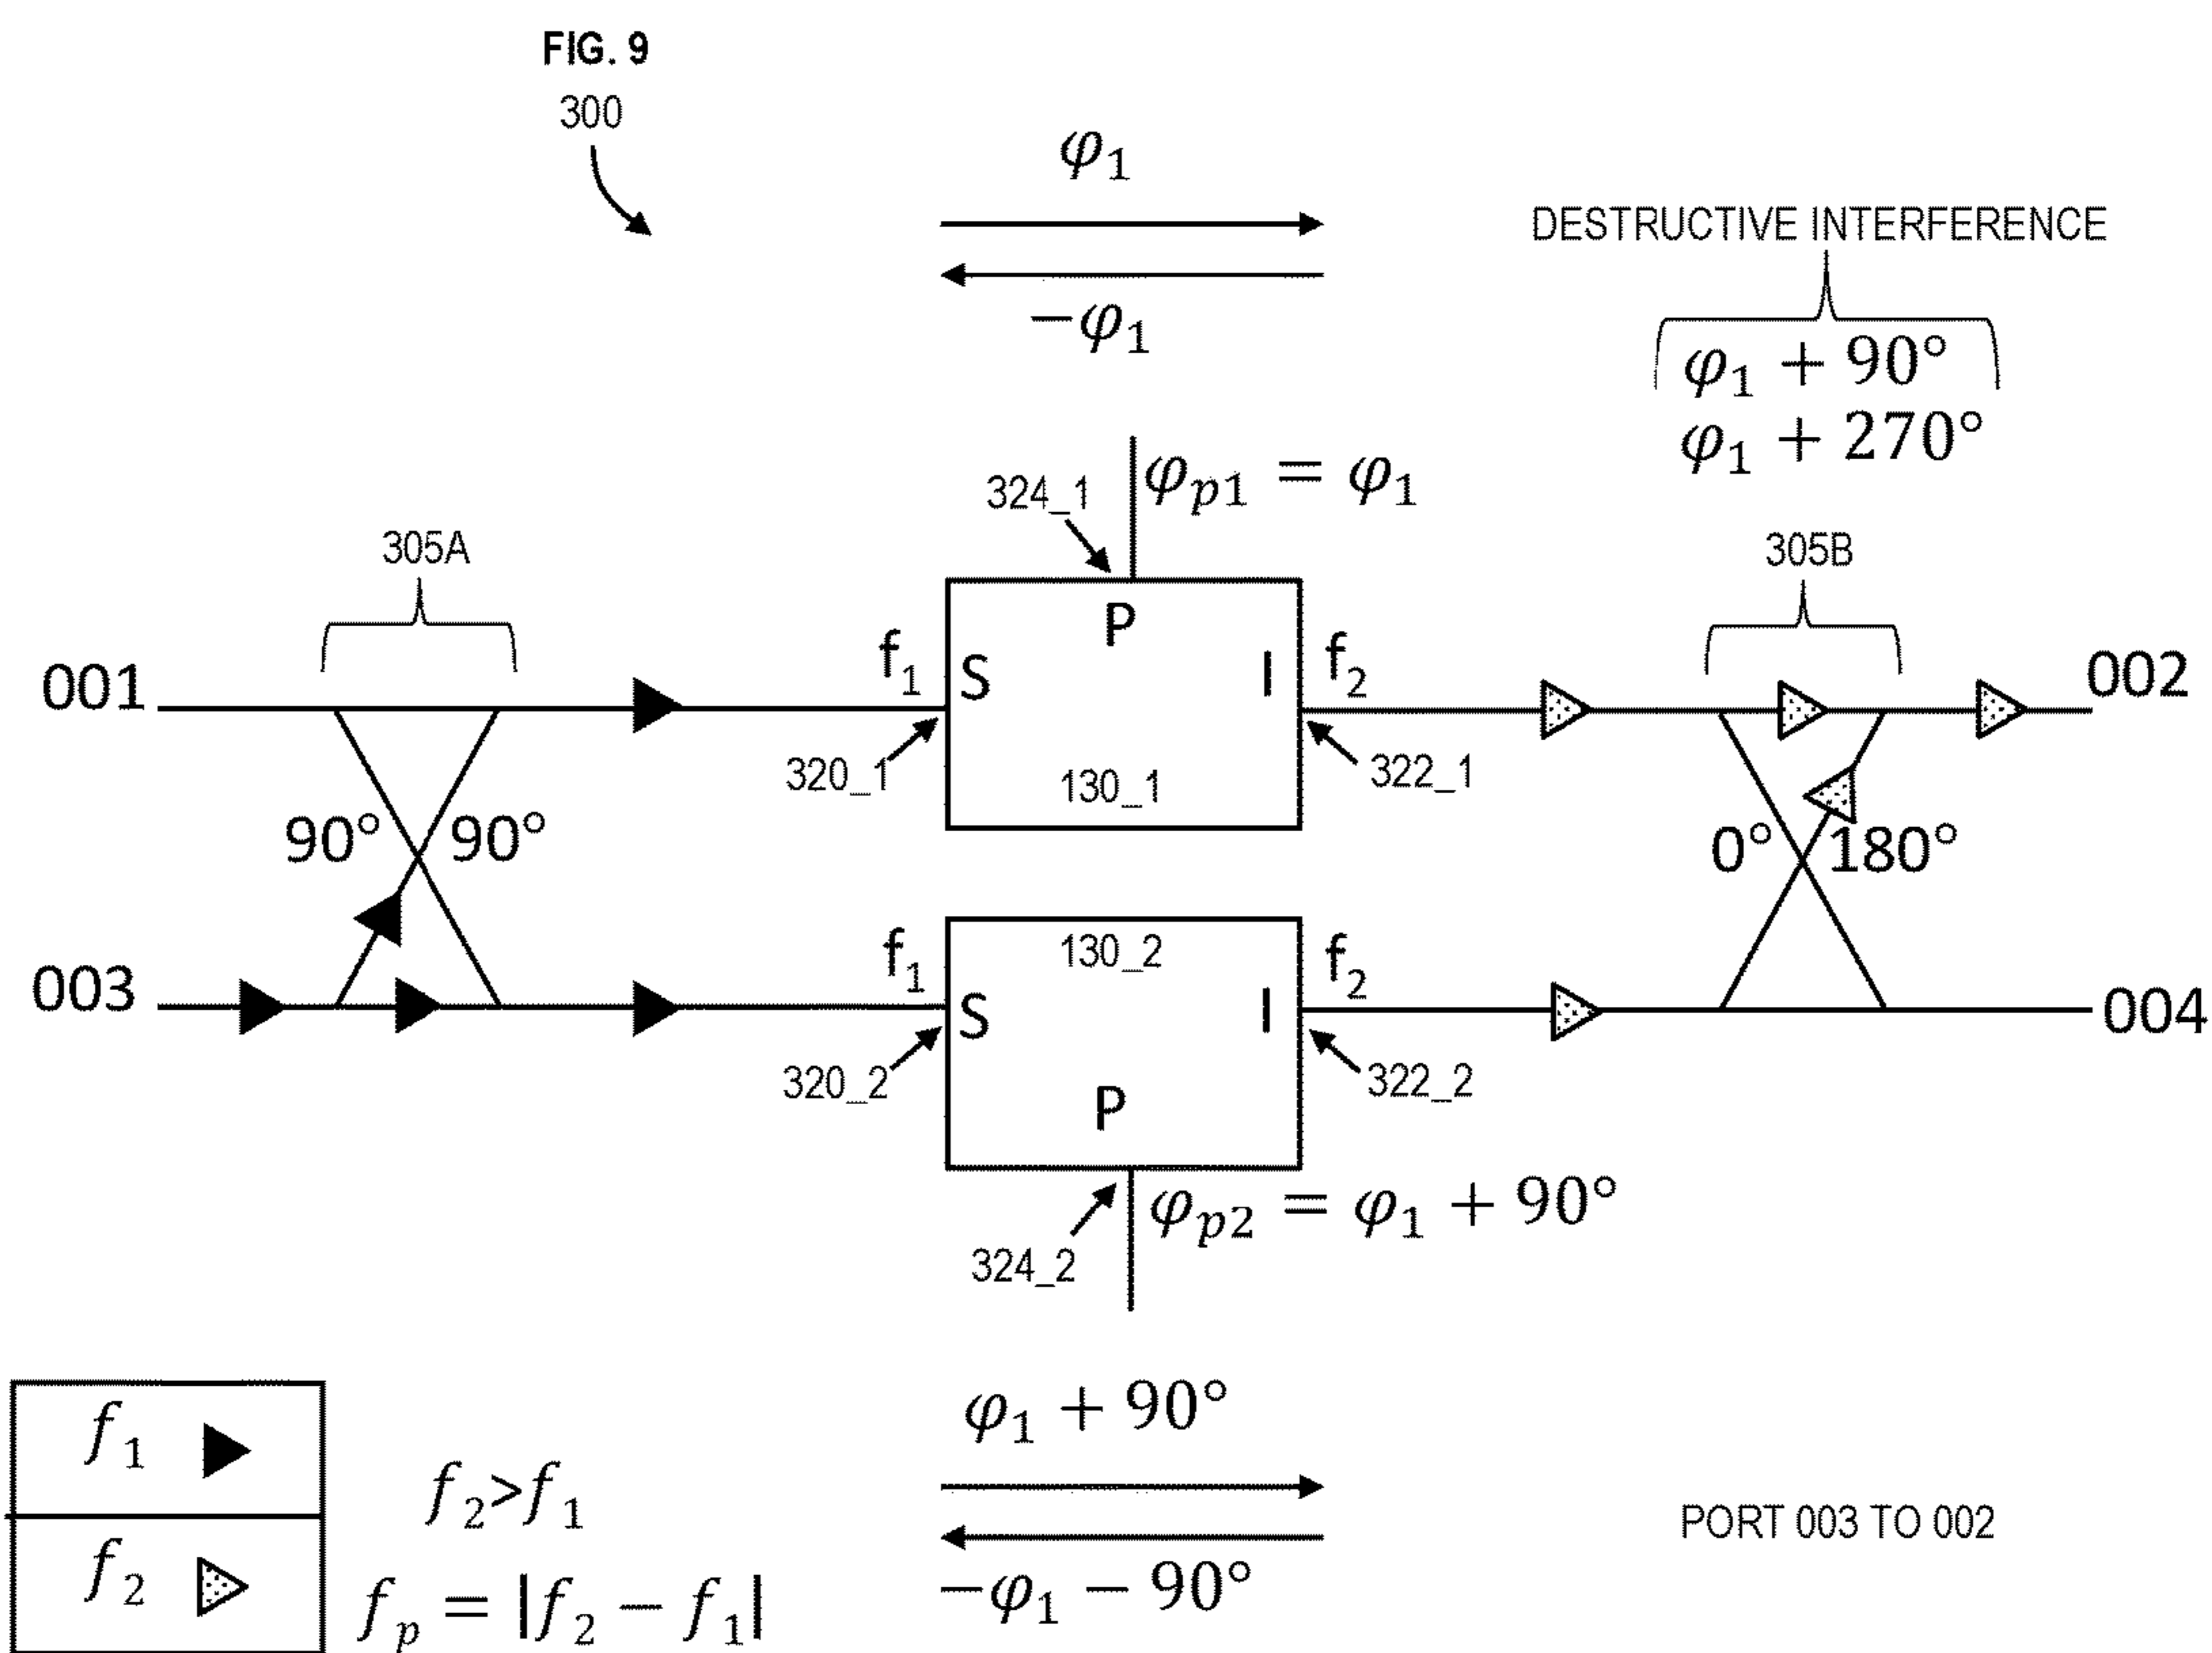 FIG. 9
300
φ₁
−φ₁
DESTRUCTIVE INTERFERENCE
φ₁ + 90°
φ₁ + 270°
324_1
φₚ₁ = φ₁
305A
305B
001
f₁
S
P
I
f₂
002
320_1
130_1
322_1
90°
90°
0°
180°
003
f₁
S
130_2
I
f₂
004
320_2
P
322_2
324_2
φₚ₂ = φ₁ + 90°
φ₁ + 90°
−φ₁ − 90°
f₁
f₂
f₂>f₁
fₚ = |f₂ − f₁|
PORT 003 TO 002